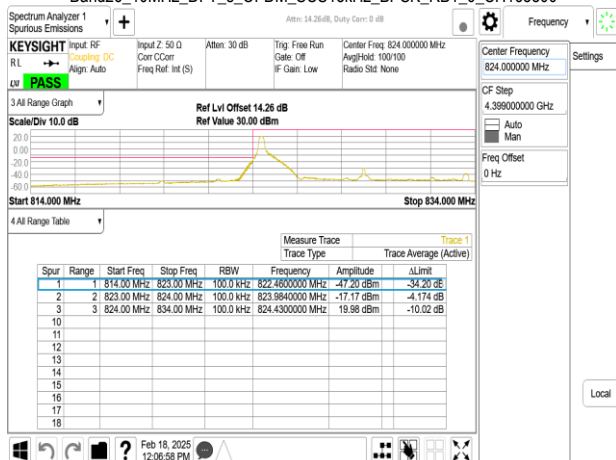 Spectrum Analyzer 1
Spurious Emissions
Attn: 14.26dB, Duty Corr: 0 dB
Frequency
Settings
KEYSIGHT
RL
LXI
PASS
Input: RF
Coupling: DC
Align: Auto
Input Z: 50 Ω
Corr CCorr
Freq Ref: Int (S)
Atten: 30 dB
Trig: Free Run
Gate: Off
IF Gain: Low
Center Freq: 824.000000 MHz
Avg|Hold: 100/100
Radio Std: None
Center Frequency
824.000000 MHz
CF Step
4.399000000 GHz
Auto
Man
Freq Offset
0 Hz
3 All Range Graph
Scale/Div 10.0 dB
Ref Lvl Offset 14.26 dB
Ref Value 30.00 dBm
20.0
0.00
-20.0
-40.0
-60.0
Start 814.000 MHz
Stop 834.000 MHz
4 All Range Table
Measure Trace Trace 1
Trace Type Trace Average (Active)
Spur Range Start Freq Stop Freq RBW Frequency Amplitude ΔLimit
1 1 814.00 MHz 823.00 MHz 100.0 kHz 822.4600000 MHz -47.20 dBm -34.20 dB
2 2 823.00 MHz 824.00 MHz 100.0 kHz 823.9840000 MHz -17.17 dBm -4.174 dB
3 3 824.00 MHz 834.00 MHz 100.0 kHz 824.4300000 MHz 19.98 dBm -10.02 dB
10
11
12
13
14
15
16
17
18
Local
?
Feb 18, 2025
12:06:58 PM